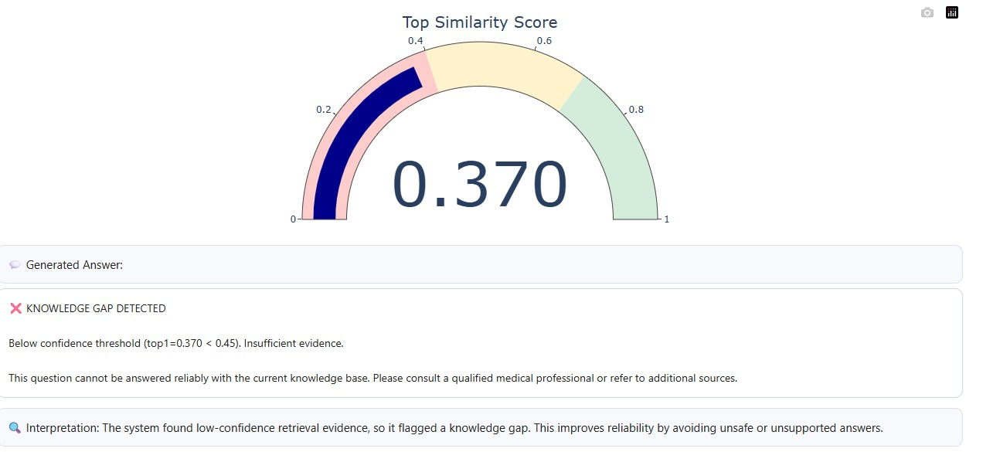 Top Similarity Score
0.4
0.6
0.2
0.8
0.370
0
1
Generated Answer:
KNOWLEDGE GAP DETECTED
Below confidence threshold (top1=0.370 < 0.45). Insufficient evidence.
This question cannot be answered reliably with the current knowledge base. Please consult a qualified medical professional or refer to additional sources.
Interpretation: The system found low-confidence retrieval evidence, so it flagged a knowledge gap. This improves reliability by avoiding unsafe or unsupported answers.